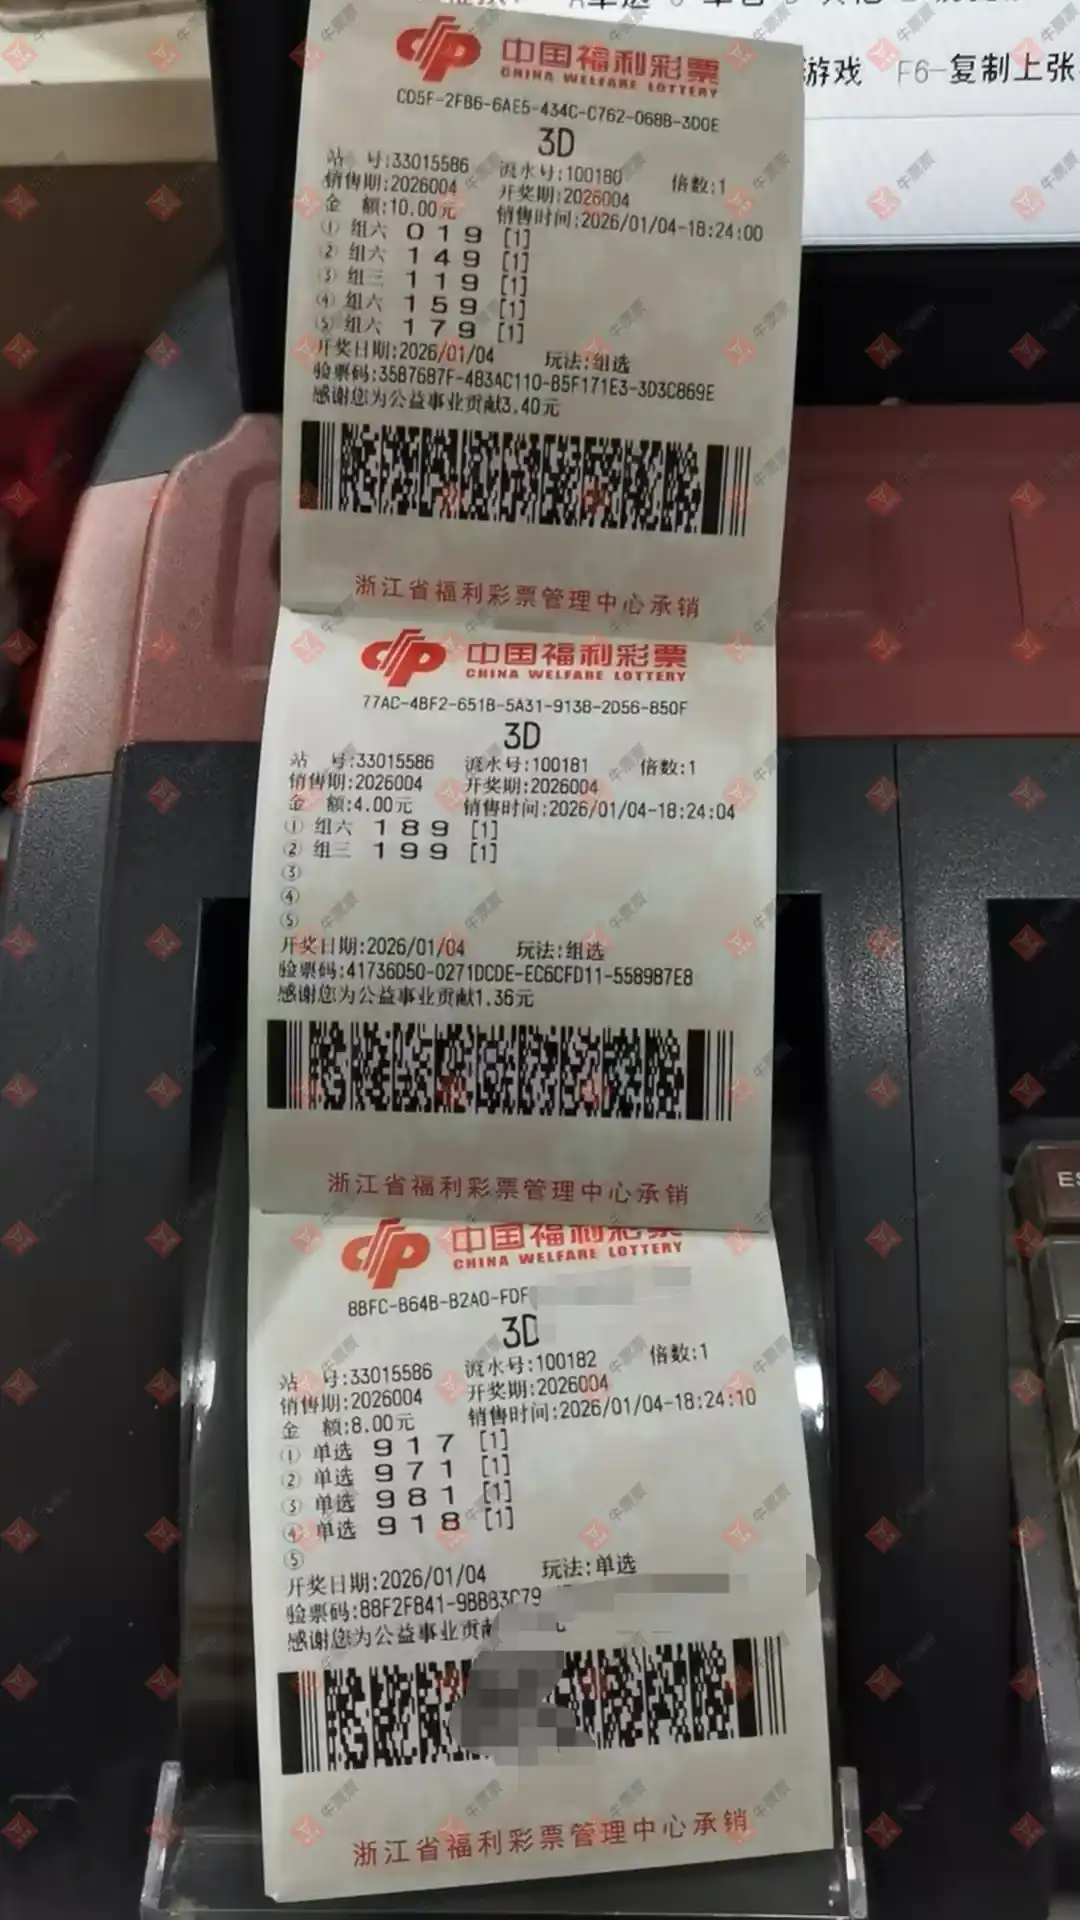 游戏 F6-复制上张
中国福利彩票
CHINA WELFARE LOTTERY
CD5F-2FB6-6AE5-434C-C762-068B-3D0E
3D
站 号:33015586 流水号:100180 倍数:1
销售期:2026004 开奖期:2026004
金 额:10.00元 销售时间:2026/01/04-18:24:00
① 组六 0 1 9 [1]
② 组六 1 4 9 [1]
③ 组三 1 1 9 [1]
④ 组六 1 5 9 [1]
⑤ 组六 1 7 9 [1]
开奖日期:2026/01/04 玩法:组选
验票码:3587687F-4B3AC110-85F171E3-3D3C869E
感谢您为公益事业贡献3.40元
浙江省福利彩票管理中心承销
中国福利彩票
CHINA WELFARE LOTTERY
77AC-4BF2-651B-5A31-9138-2D56-850F
3D
站 号:33015586 流水号:100181 倍数:1
销售期:2026004 开奖期:2026004
金 额:4.00元 销售时间:2026/01/04-18:24:04
① 组六 1 8 9 [1]
② 组三 1 9 9 [1]
③
④
⑤
开奖日期:2026/01/04 玩法:组选
验票码:41736D50-0271DCDE-EC6CFD11-558987E8
感谢您为公益事业贡献1.36元
浙江省福利彩票管理中心承销
中国福利彩票
CHINA WELFARE LOTTERY
8BFC-B64B-B2A0-FDF
3D
站 号:33015586 流水号:100182 倍数:1
销售期:2026004 开奖期:2026004
金 额:8.00元 销售时间:2026/01/04-18:24:10
① 单选 9 1 7 [1]
② 单选 9 7 1 [1]
③ 单选 9 8 1 [1]
④ 单选 9 1 8 [1]
⑤
开奖日期:2026/01/04 玩法:单选
验票码:88F2F841-9BBB3C79
感谢您为公益事业贡献
浙江省福利彩票管理中心承销
ES
牛票票